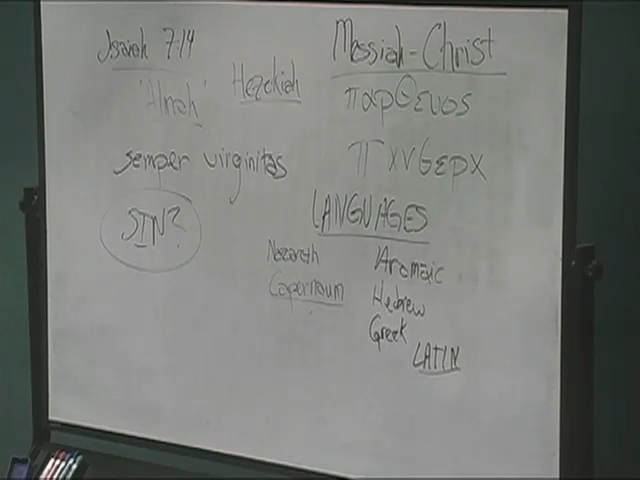 Isaiah 7:14
'Almah'
Hezekiah
semper virginitas
SIN?
Messiah - Christ
παρθενος
LANGUAGES
Nazareth
Capernaum
Aramaic
Hebrew
Greek
LATIN